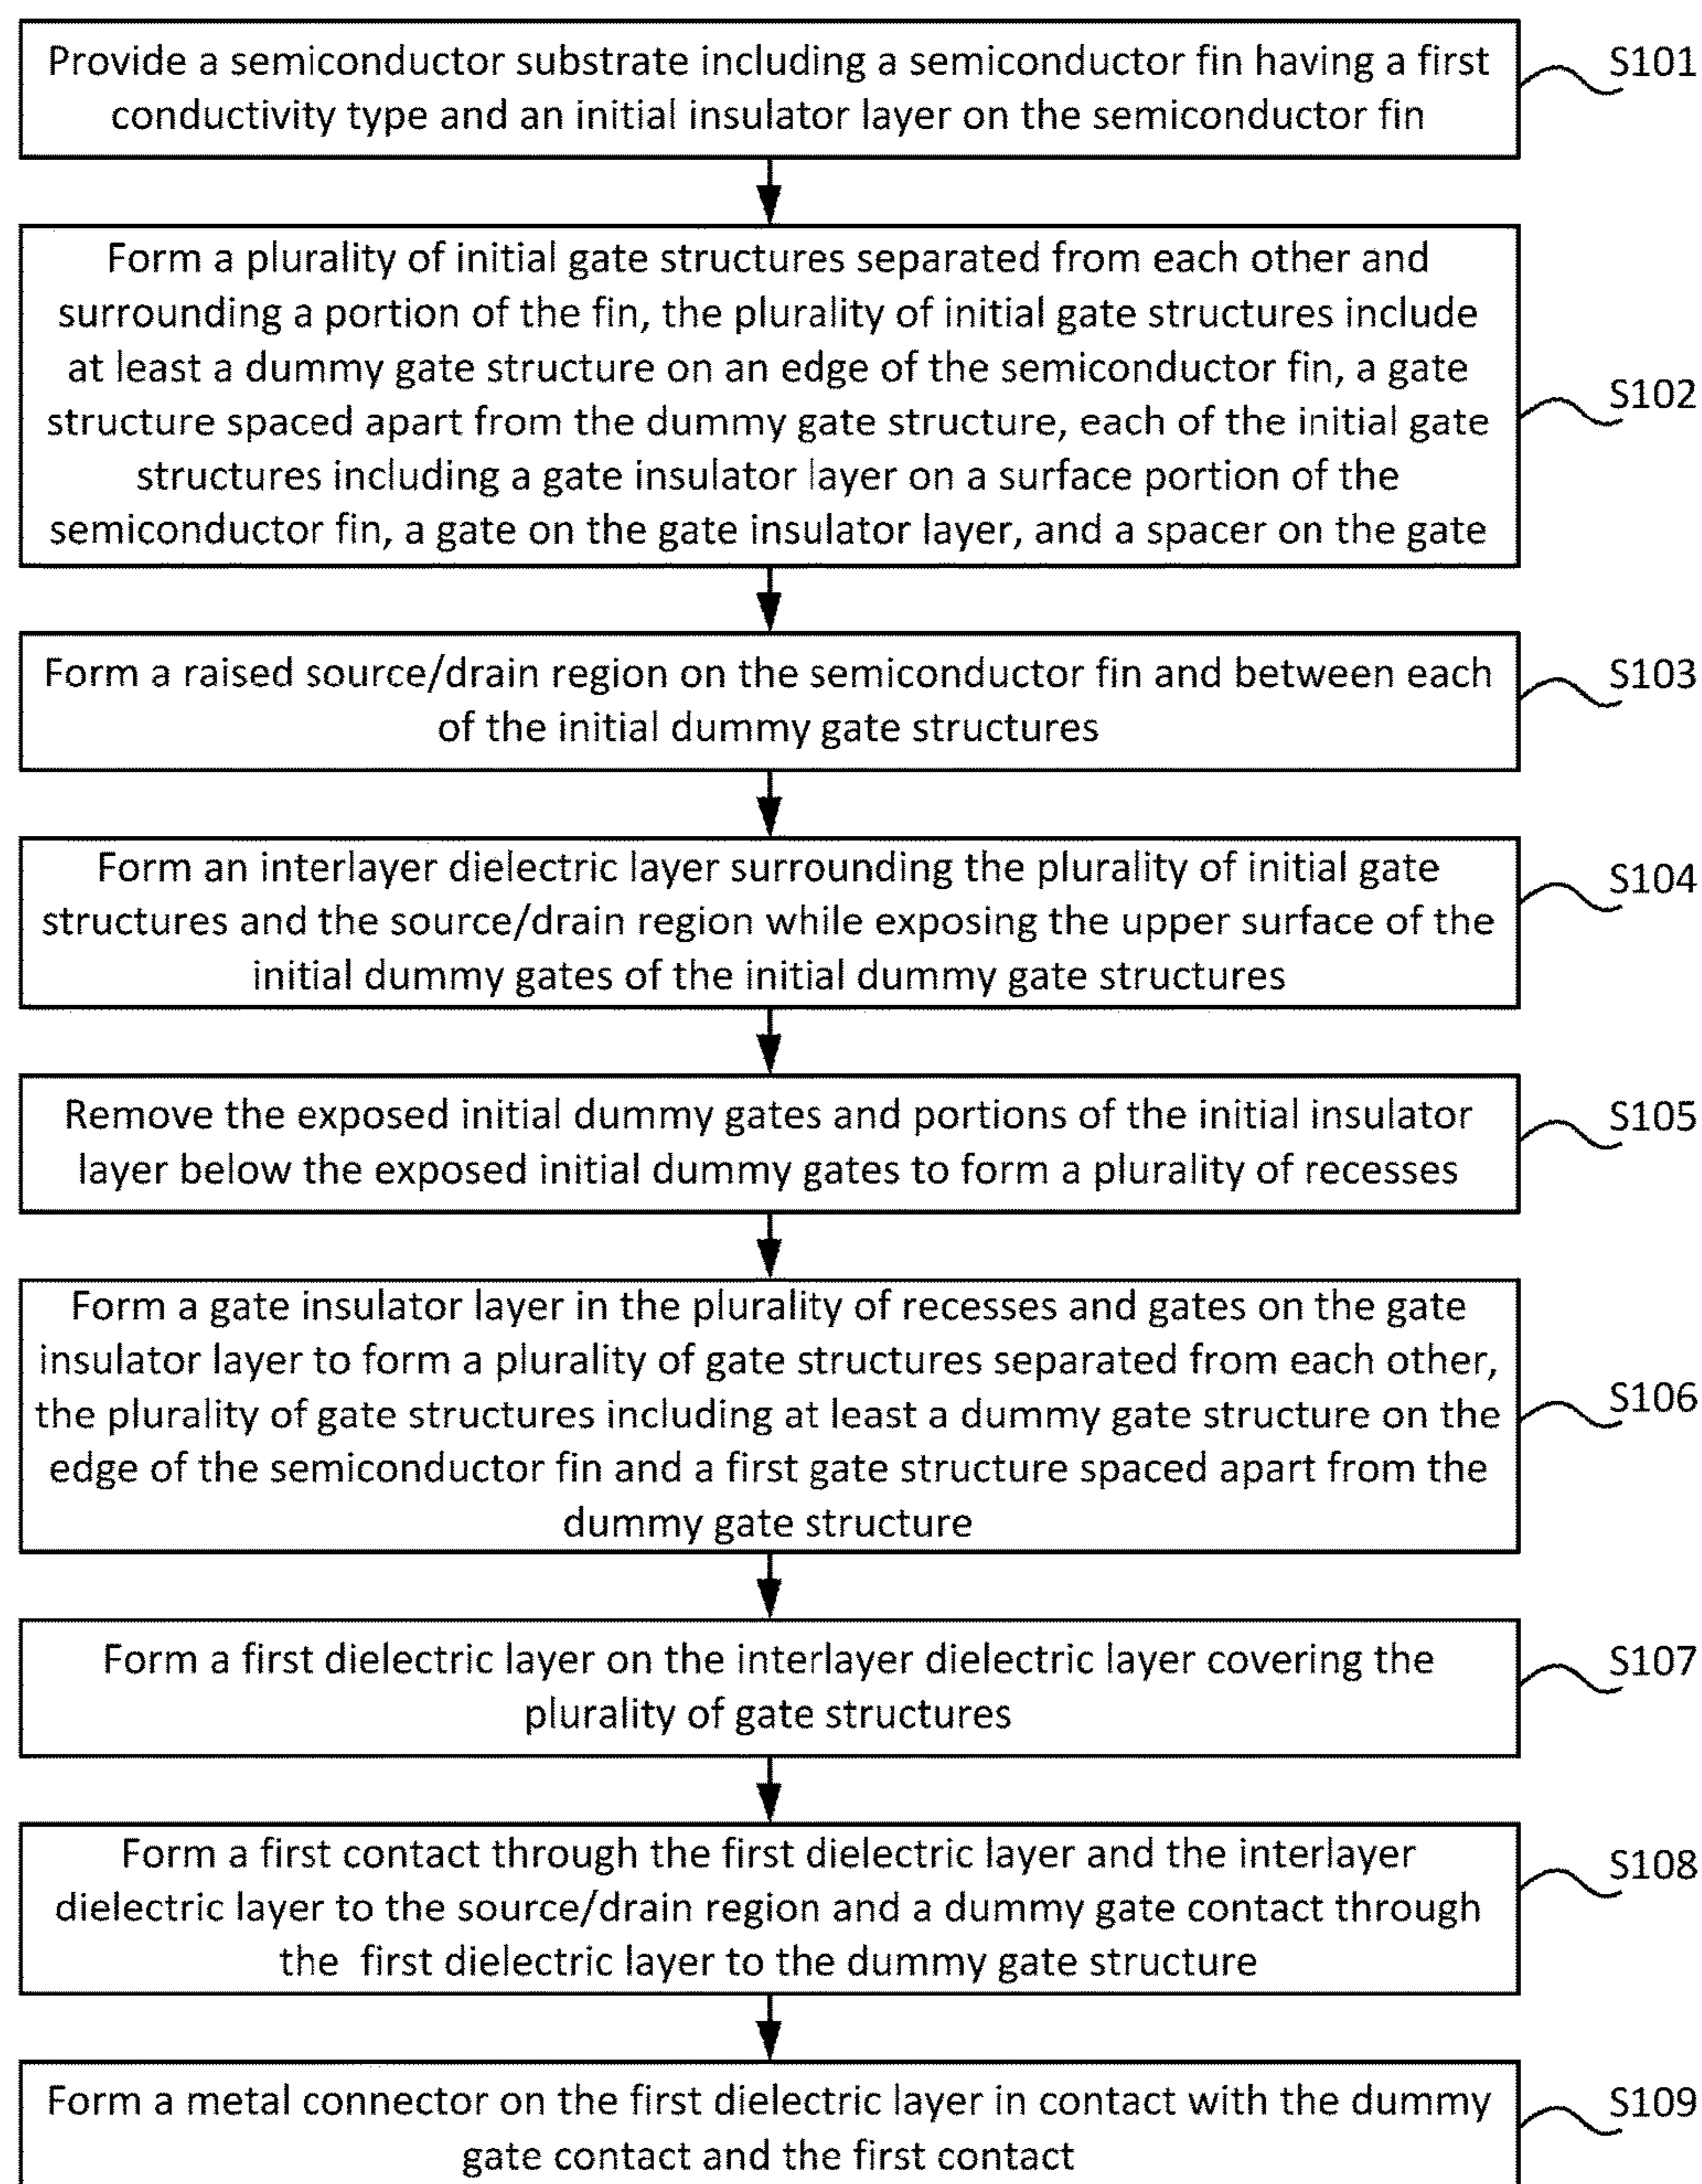 Provide a semiconductor substrate including a semiconductor fin having a first
conductivity type and an initial insulator layer on the semiconductor fin
S101
Form a plurality of initial gate structures separated from each other and
surrounding a portion of the fin, the plurality of initial gate structures include
at least a dummy gate structure on an edge of the semiconductor fin, a gate
structure spaced apart from the dummy gate structure, each of the initial gate
structures including a gate insulator layer on a surface portion of the
semiconductor fin, a gate on the gate insulator layer, and a spacer on the gate
S102
Form a raised source/drain region on the semiconductor fin and between each
of the initial dummy gate structures
S103
Form an interlayer dielectric layer surrounding the plurality of initial gate
structures and the source/drain region while exposing the upper surface of the
initial dummy gates of the initial dummy gate structures
S104
Remove the exposed initial dummy gates and portions of the initial insulator
layer below the exposed initial dummy gates to form a plurality of recesses
S105
Form a gate insulator layer in the plurality of recesses and gates on the gate
insulator layer to form a plurality of gate structures separated from each other,
the plurality of gate structures including at least a dummy gate structure on the
edge of the semiconductor fin and a first gate structure spaced apart from the
dummy gate structure
S106
Form a first dielectric layer on the interlayer dielectric layer covering the
plurality of gate structures
S107
Form a first contact through the first dielectric layer and the interlayer
dielectric layer to the source/drain region and a dummy gate contact through
the first dielectric layer to the dummy gate structure
S108
Form a metal connector on the first dielectric layer in contact with the dummy
gate contact and the first contact
S109